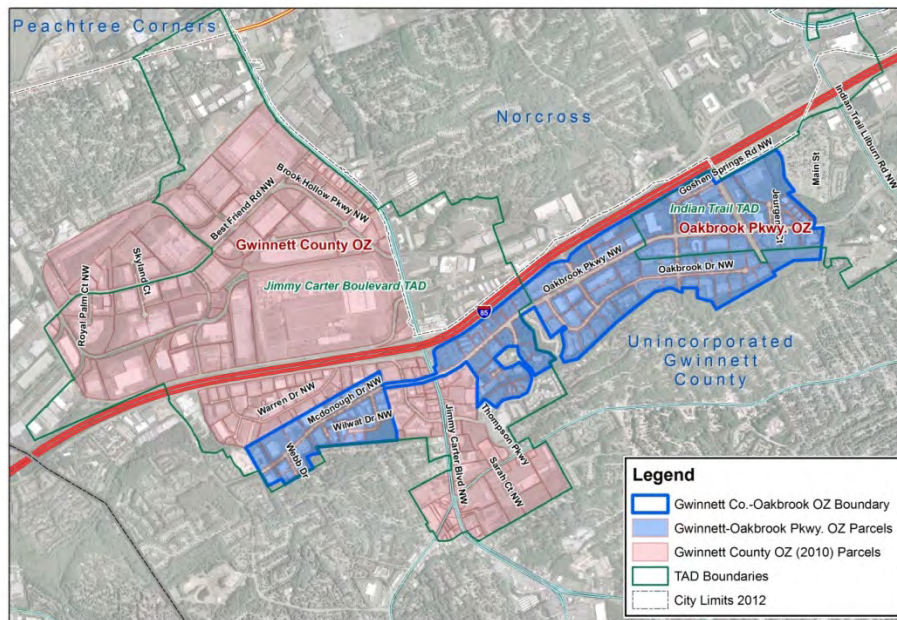 Peachtree Corners
Norcross
Indian Trail Lilburn Rd NW
Main St
Goshen Springs Rd NW
Brook Hollow Pkwy NW
Best Friend Rd NW
Indian Trail TAD
Jeurgen Ct
Oakbrook Pkwy. OZ
Gwinnett County OZ
Skyland Ct
Oakbrook Pkwy NW
Oakbrook Dr NW
Jimmy Carter Boulevard TAD
Royal Palm Ct NW
85
Unincorporated
Gwinnett
County
Warren Dr NW
Mcdonough Dr NW
Wilwat Dr NW
Webb Dr
Jimmy Carter Blvd NW
Thompson Pkwy
Sarah Ct NW
Legend
Gwinnett Co.-Oakbrook OZ Boundary
Gwinnett-Oakbrook Pkwy. OZ Parcels
Gwinnett County OZ (2010) Parcels
TAD Boundaries
City Limits 2012